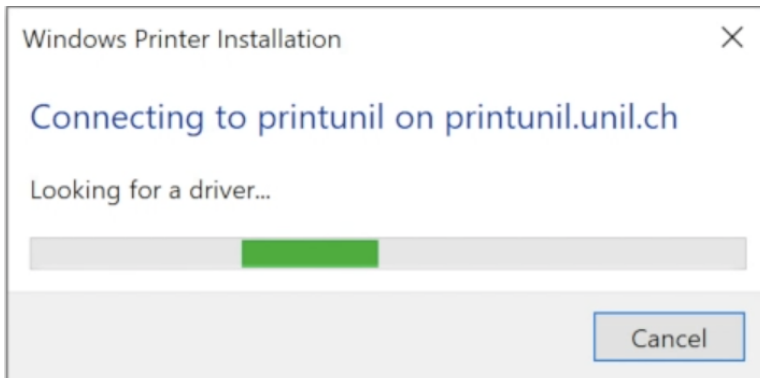 Windows Printer Installation
Connecting to printunil on printunil.unil.ch
Looking for a driver...
Cancel